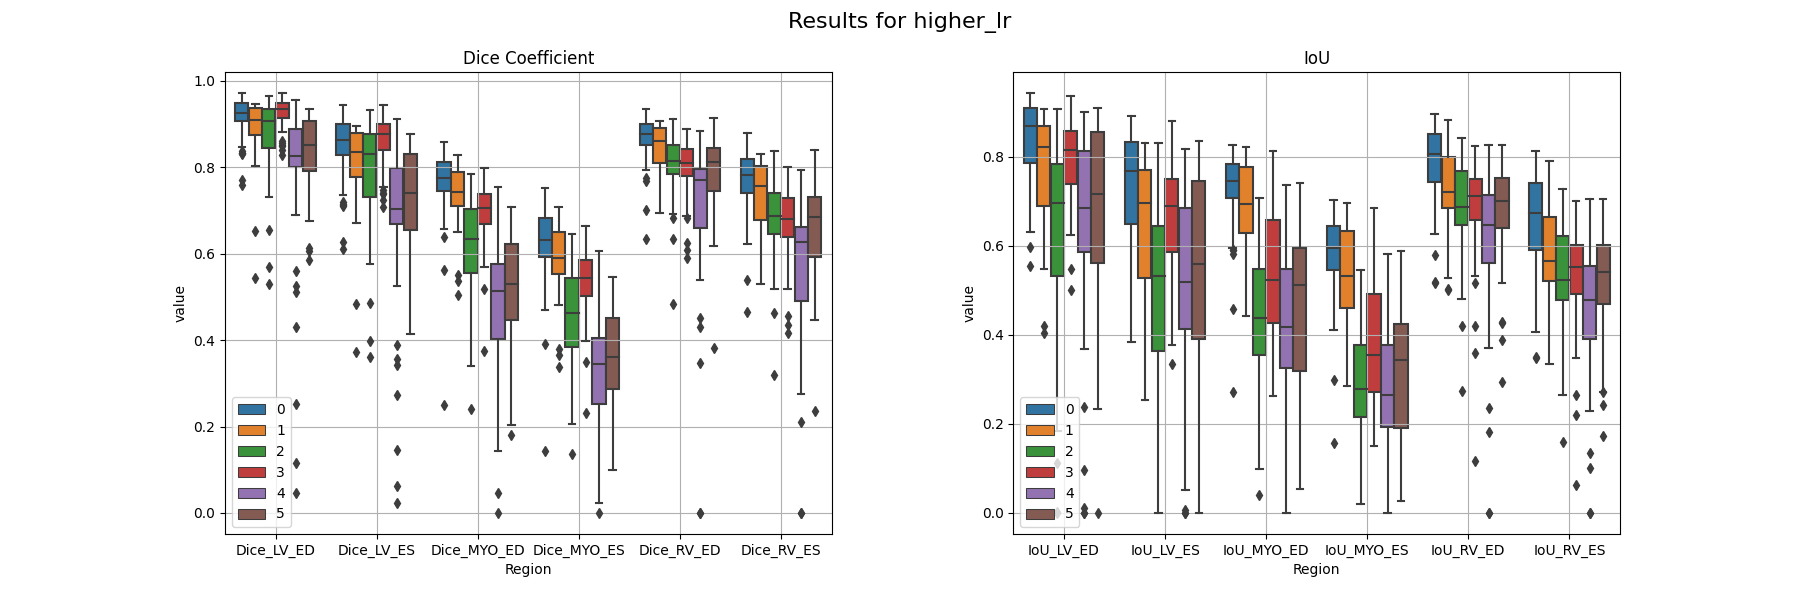 Results for higher_lr
Dice Coefficient
value
1.0
0.8
0.6
0.4
0.2
0.0
0
1
2
3
4
5
Dice_LV_ED Dice_LV_ES Dice_MYO_ED Dice_MYO_ES Dice_RV_ED Dice_RV_ES
Region
IoU
value
0.8
0.6
0.4
0.2
0.0
0
1
2
3
4
5
IoU_LV_ED IoU_LV_ES IoU_MYO_ED IoU_MYO_ES IoU_RV_ED IoU_RV_ES
Region